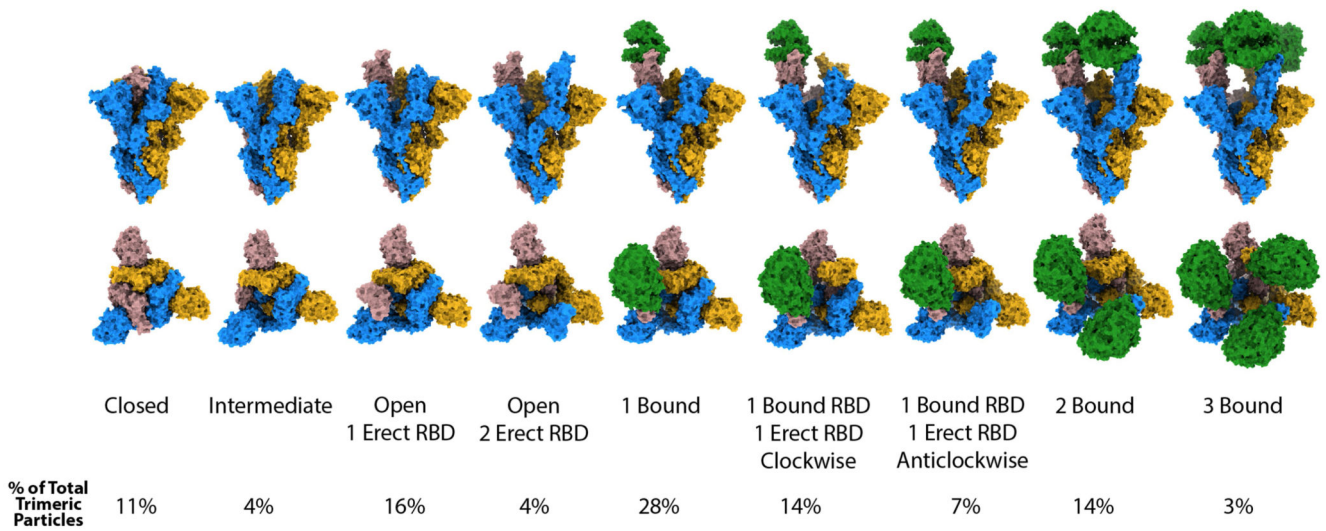 Closed
Intermediate
Open
1 Erect RBD
Open
2 Erect RBD
1 Bound
1 Bound RBD
1 Erect RBD
Clockwise
1 Bound RBD
1 Erect RBD
Anticlockwise
2 Bound
3 Bound
% of Total
Trimeric
Particles
11%
4%
16%
4%
28%
14%
7%
14%
3%